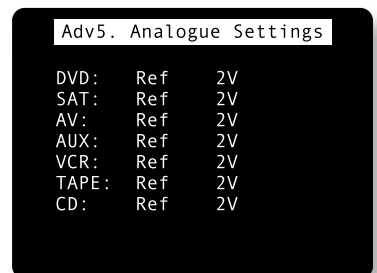 Adv5. Analogue Settings
DVD: Ref 2V
SAT: Ref 2V
AV: Ref 2V
AUX: Ref 2V
VCR: Ref 2V
TAPE: Ref 2V
CD: Ref 2V